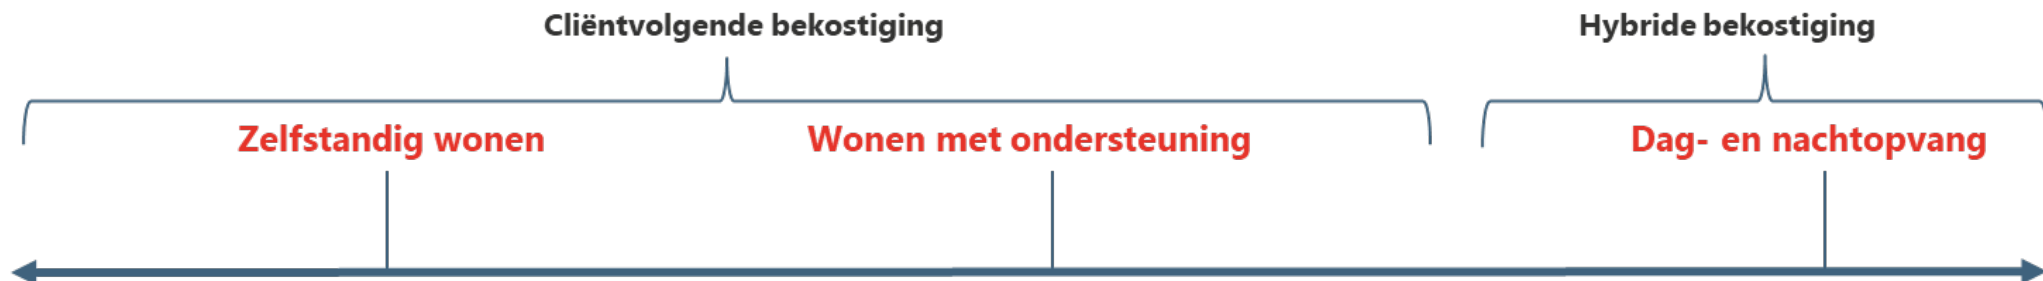 Cliëntvolgende bekostiging
Hybride bekostiging
Zelfstandig wonen
Wonen met ondersteuning
Dag- en nachtopvang